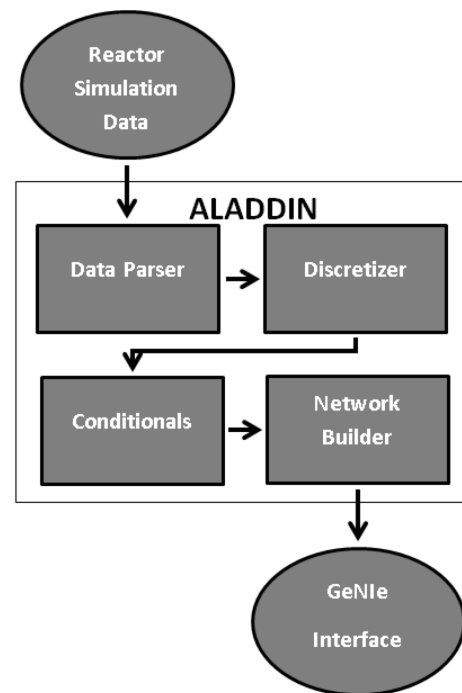 Reactor
Simulation
Data
ALADDIN
Data Parser
Discretizer
Conditionals
Network
Builder
GeNIe
Interface